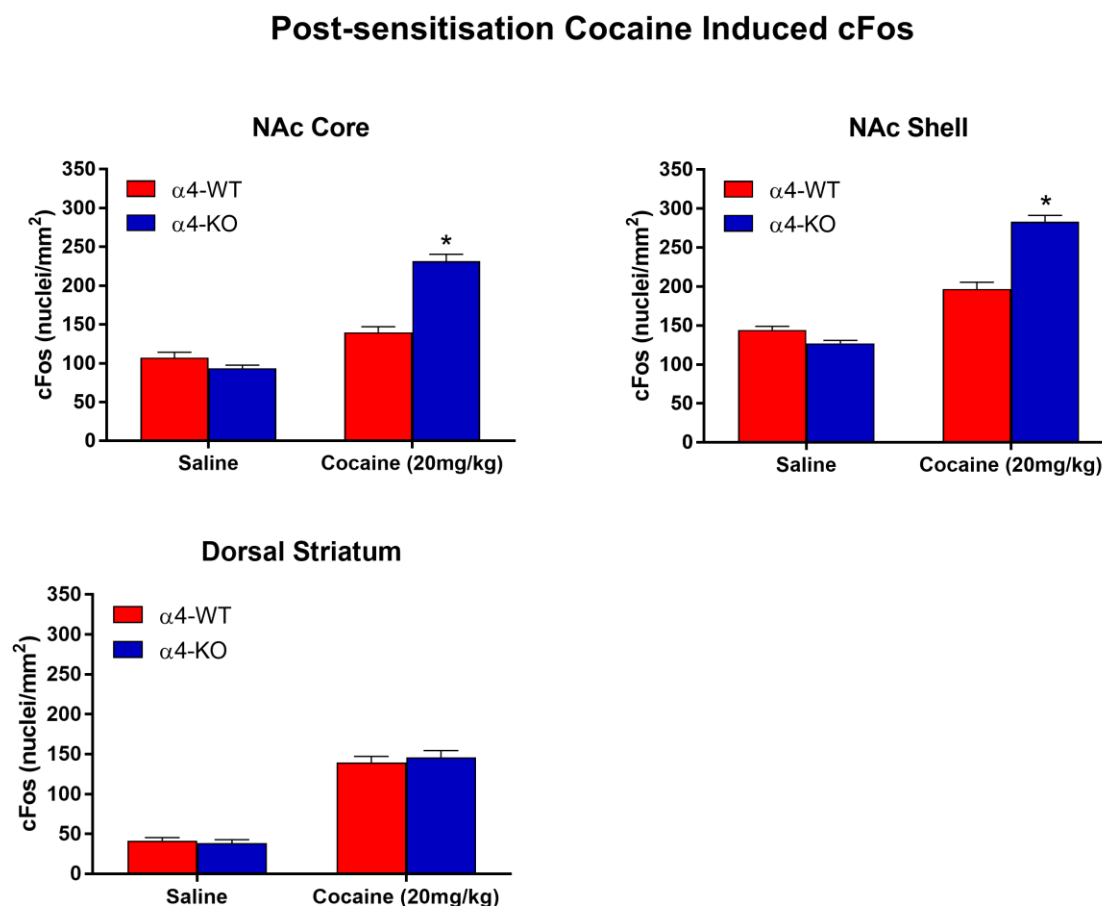 Post-sensitisation Cocaine Induced cFos
NAc Core
cFos (nuclei/mm²)
350
300
250
200
150
100
50
0
α4-WT
α4-KO
*
Saline
Cocaine (20mg/kg)
NAc Shell
cFos (nuclei/mm²)
350
300
250
200
150
100
50
0
α4-WT
α4-KO
*
Saline
Cocaine (20mg/kg)
Dorsal Striatum
cFos (nuclei/mm²)
350
300
250
200
150
100
50
0
α4-WT
α4-KO
Saline
Cocaine (20mg/kg)